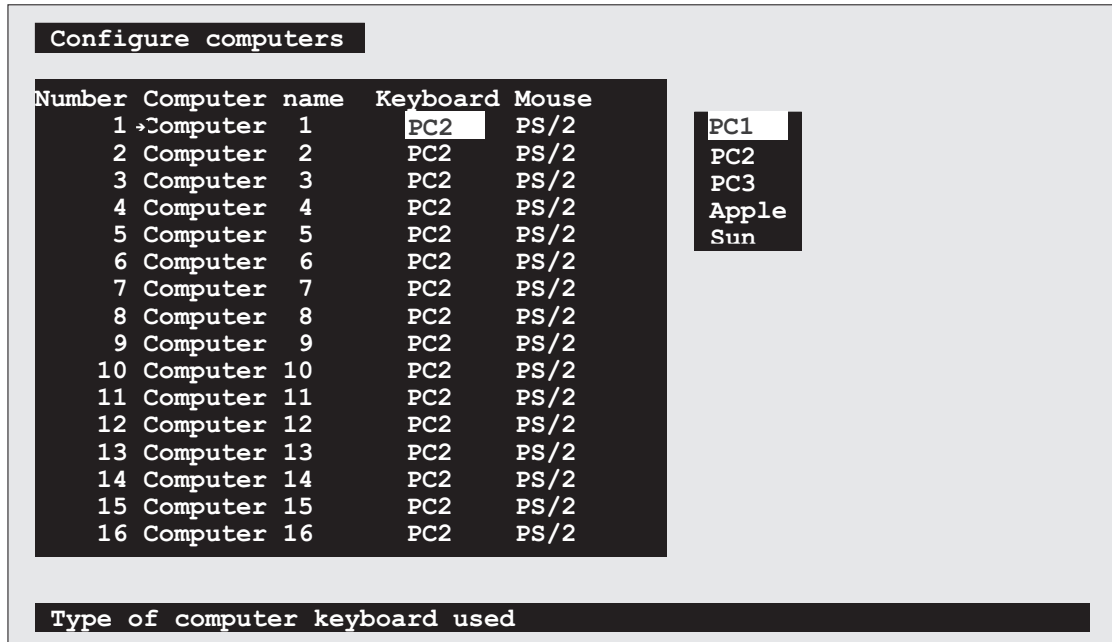 Configure computers
Number Computer name Keyboard Mouse
1 →Computer 1 PC2 PS/2
2 Computer 2 PC2 PS/2
3 Computer 3 PC2 PS/2
4 Computer 4 PC2 PS/2
5 Computer 5 PC2 PS/2
6 Computer 6 PC2 PS/2
7 Computer 7 PC2 PS/2
8 Computer 8 PC2 PS/2
9 Computer 9 PC2 PS/2
10 Computer 10 PC2 PS/2
11 Computer 11 PC2 PS/2
12 Computer 12 PC2 PS/2
13 Computer 13 PC2 PS/2
14 Computer 14 PC2 PS/2
15 Computer 15 PC2 PS/2
16 Computer 16 PC2 PS/2
PC1
PC2
PC3
Apple
Sun
Type of computer keyboard used